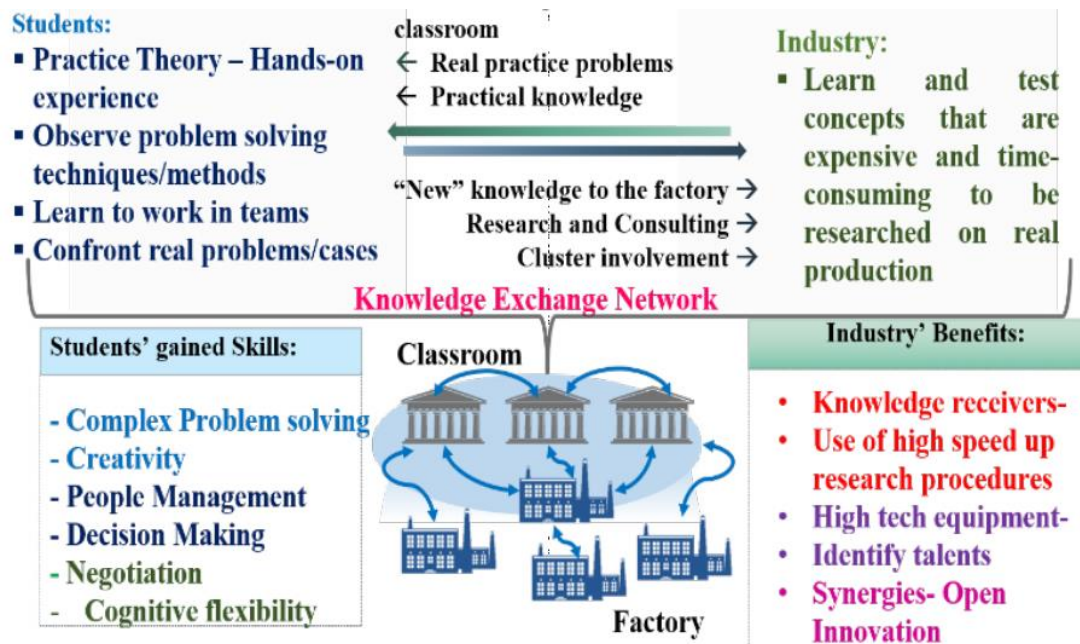 Students:
▪ Practice Theory – Hands-on
experience
▪ Observe problem solving
techniques/methods
▪ Learn to work in teams
▪ Confront real problems/cases
classroom
← Real practice problems
← Practical knowledge
“New” knowledge to the factory →
Research and Consulting →
Cluster involvement →
Industry:
▪ Learn and test
concepts that are
expensive and time-
consuming to be
researched on real
production
Knowledge Exchange Network
Students’ gained Skills:
- Complex Problem solving
- Creativity
- People Management
- Decision Making
- Negotiation
- Cognitive flexibility
Classroom
Factory
Industry’ Benefits:
• Knowledge receivers-
• Use of high speed up
research procedures
• High tech equipment-
• Identify talents
• Synergies- Open
Innovation